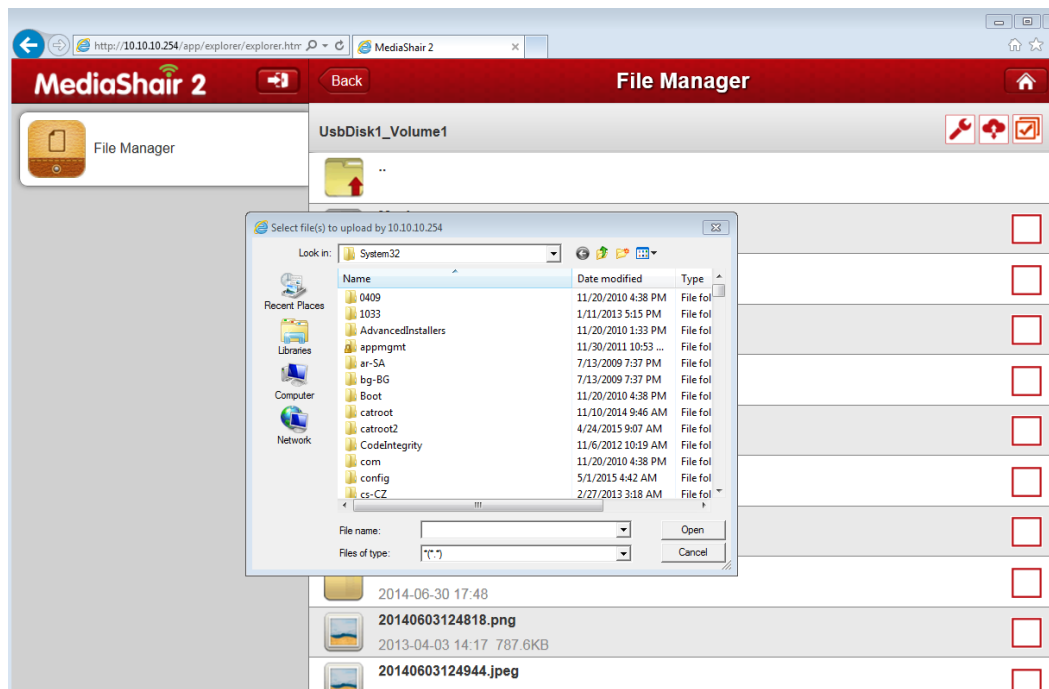 http://10.10.10.254/app/explorer/explorer.htm
MediaShair 2
MediaShair 2
Back
File Manager
File Manager
UsbDisk1_Volume1
..
Select file(s) to upload by 10.10.10.254
Look in:
System32
Name
Date modified
Type
Recent Places
Libraries
Computer
Network
0409 11/20/2010 4:38 PM File fol
1033 1/11/2013 5:15 PM File fol
AdvancedInstallers 11/20/2010 1:33 PM File fol
appmgmt 11/30/2011 10:53 ... File fol
ar-SA 7/13/2009 7:37 PM File fol
bg-BG 7/13/2009 7:37 PM File fol
Boot 11/20/2010 4:38 PM File fol
catroot 11/10/2014 9:46 AM File fol
catroot2 4/24/2015 9:07 AM File fol
CodeIntegrity 11/6/2012 10:19 AM File fol
com 11/20/2010 4:38 PM File fol
config 5/1/2015 4:42 AM File fol
cs-CZ 2/27/2013 3:18 AM File fol
File name:
Open
Files of type:
*(*.*)
Cancel
2014-06-30 17:48
20140603124818.png
2013-04-03 14:17 787.6KB
20140603124944.jpeg